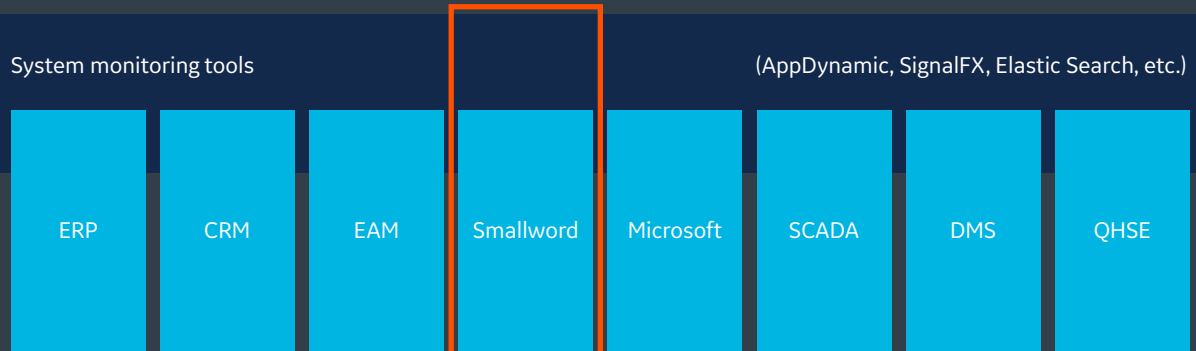 System monitoring tools (AppDynamic, SignalFX, Elastic Search, etc.)
ERP CRM EAM Smallword Microsoft SCADA DMS QHSE